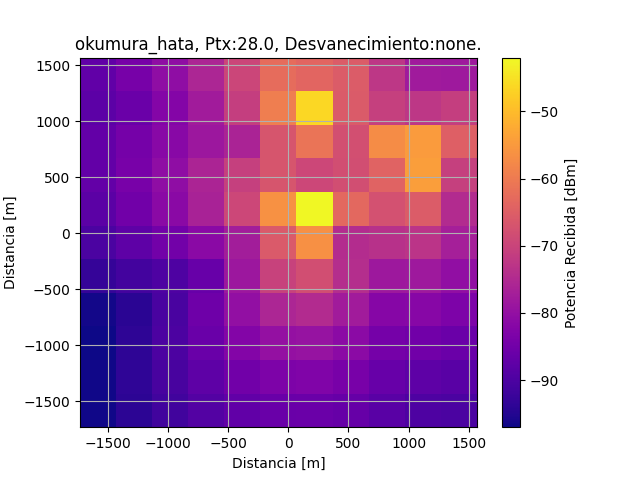 okumura_hata, Ptx:28.0, Desvanecimiento:none.
1500
1000
500
0
−500
−1000
−1500
Distancia [m]
−1500 −1000 −500 0 500 1000 1500
Distancia [m]
−50
−60
−70
−80
−90
Potencia Recibida [dBm]